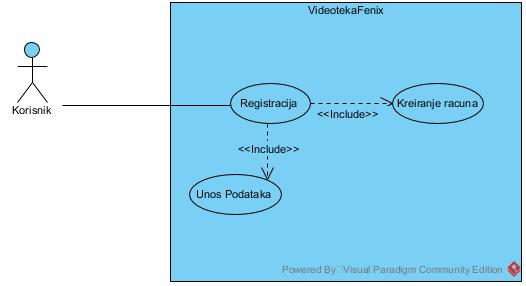 VideotekaFenix
Korisnik
Registracija
<<Include>>
Kreiranje racuna
<<Include>>
Unos Podataka
Powered By Visual Paradigm Community Edition